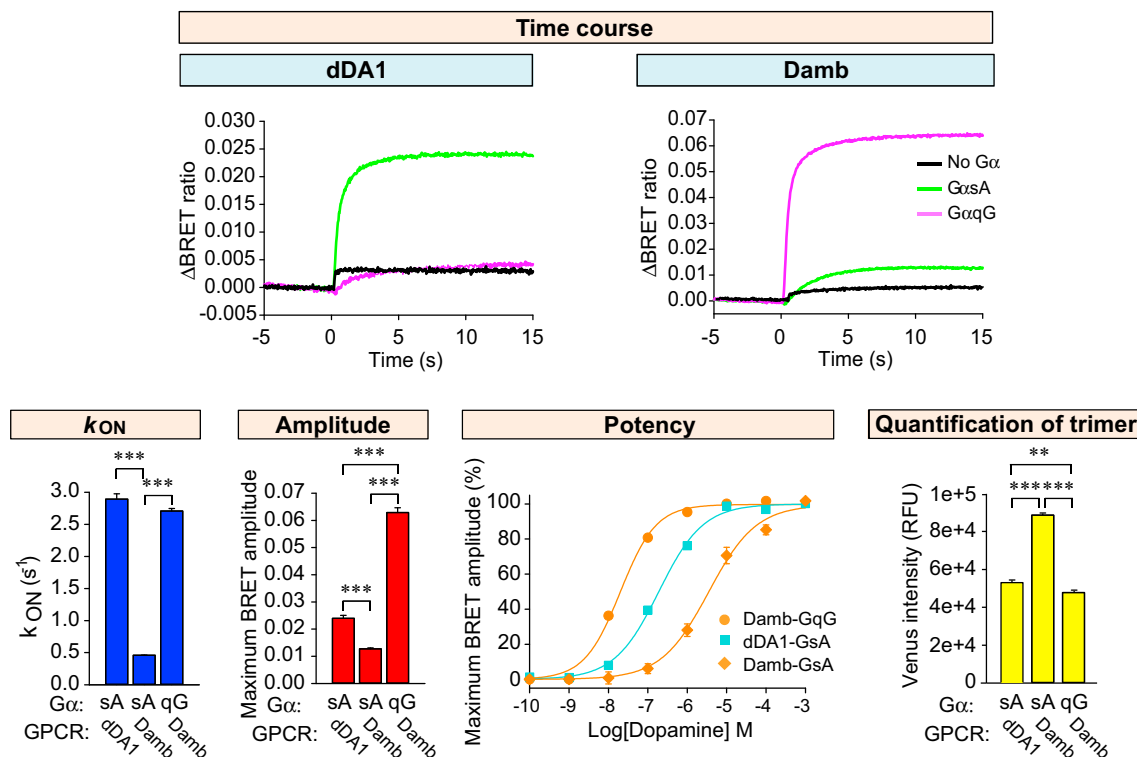 Time course
dDA1
Damb
ΔBRET ratio
0.030
0.025
0.020
0.015
0.010
0.005
0.000
-0.005
-5
0
5
10
15
Time (s)
ΔBRET ratio
0.07
0.06
0.05
0.04
0.03
0.02
0.01
0.00
-5
0
5
10
15
Time (s)
No Gα
GαsA
GαqG
kON
kON (s-1)
3.0
2.5
2.0
1.5
1.0
0.5
0.0
***
***
Gα: sA sA qG
GPCR: dDA1 Damb Damb
Amplitude
Maximum BRET amplitude
0.07
0.06
0.05
0.04
0.03
0.02
0.01
0.00
***
***
***
Gα: sA sA qG
GPCR: dDA1 Damb Damb
Potency
Maximum BRET amplitude (%)
120
100
80
60
40
20
0
-10 -9 -8 -7 -6 -5 -4 -3
Log[Dopamine] M
Damb-GqG
dDA1-GsA
Damb-GsA
Quantification of trimer
Venus intensity (RFU)
1e+5
8e+4
6e+4
4e+4
2e+4
0
**
*** ***
Gα: sA sA qG
GPCR: dDA1 Damb Damb